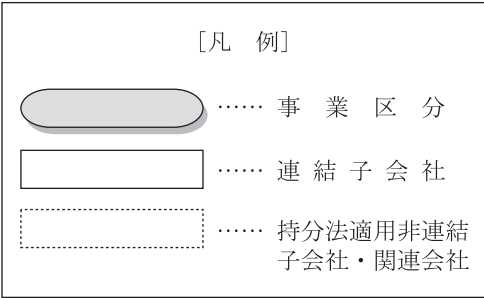 [凡 例]
…… 事 業 区 分
…… 連 結 子 会 社
…… 持分法適用非連結
子会社・関連会社